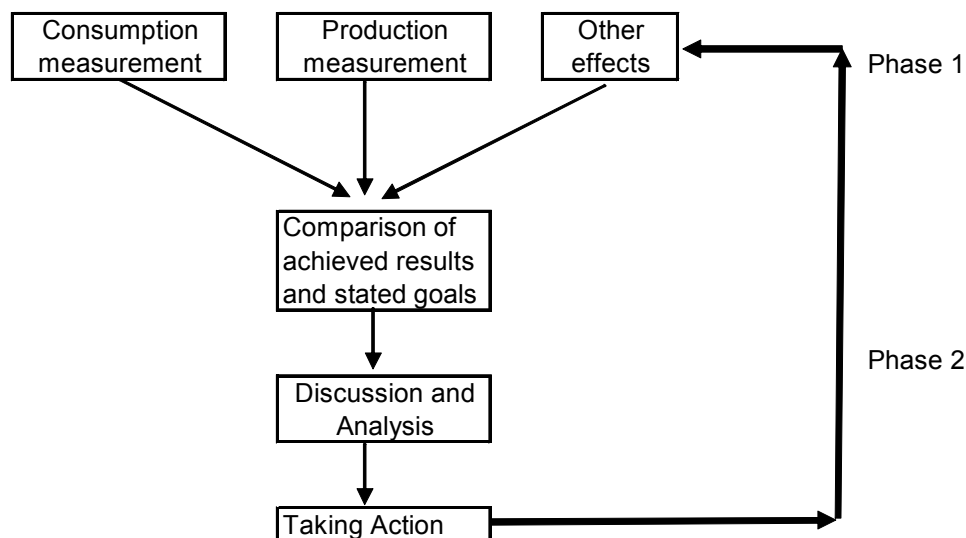 Consumption
measurement
Production
measurement
Other
effects
Phase 1
Comparison of
achieved results
and stated goals
Phase 2
Discussion and
Analysis
Taking Action